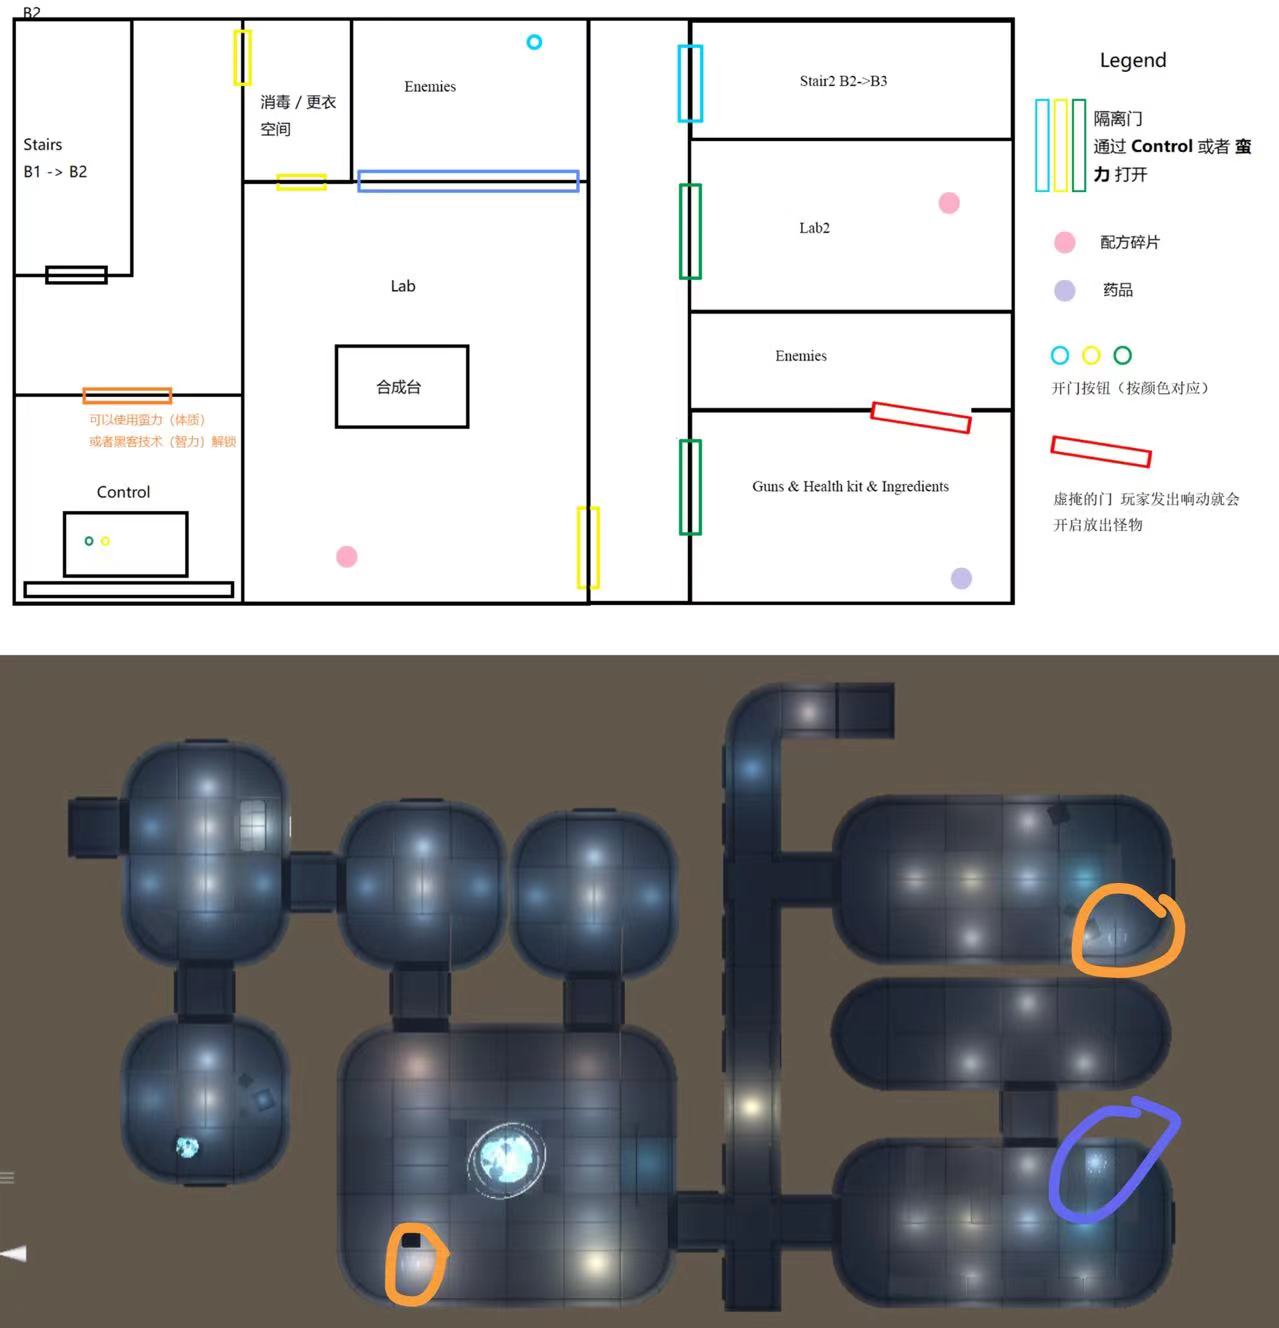 B2
Stairs
B1 -> B2
消毒 / 更衣
空间
Enemies
Lab
合成台
可以使用蛮力（体质）
或者黑客技术（智力）解锁
Control
Stair2 B2->B3
Lab2
Enemies
Guns & Health kit & Ingredients
Legend
隔离门
通过 Control 或者 蛮
力 打开
配方碎片
药品
开门按钮（按颜色对应）
虚掩的门 玩家发出响动就会
开启放出怪物